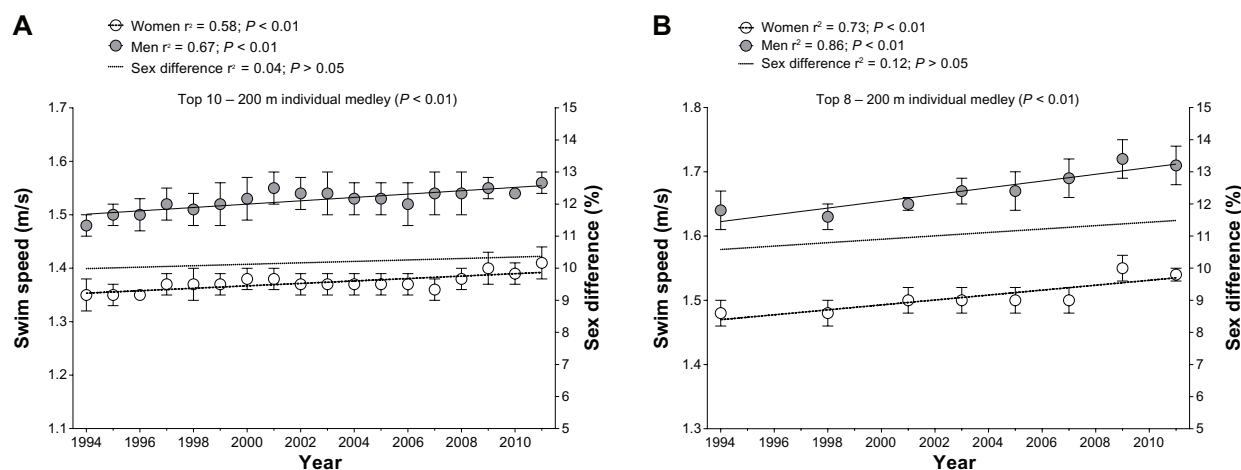 A
Women r² = 0.58; P < 0.01
Men r² = 0.67; P < 0.01
Sex difference r² = 0.04; P > 0.05
Top 10 – 200 m individual medley (P < 0.01)
Swim speed (m/s)
1.7
1.6
1.5
1.4
1.3
1.2
1.1
15
14
13
12
11
10
9
8
7
6
5
Sex difference (%)
1994 1996 1998 2000 2002 2004 2006 2008 2010
Year
B
Women r² = 0.73; P < 0.01
Men r² = 0.86; P < 0.01
Sex difference r² = 0.12; P > 0.05
Top 8 – 200 m individual medley (P < 0.01)
Swim speed (m/s)
1.8
1.7
1.6
1.5
1.4
1.3
15
14
13
12
11
10
9
8
7
6
5
Sex difference (%)
1994 1996 1998 2000 2002 2004 2006 2008 2010
Year